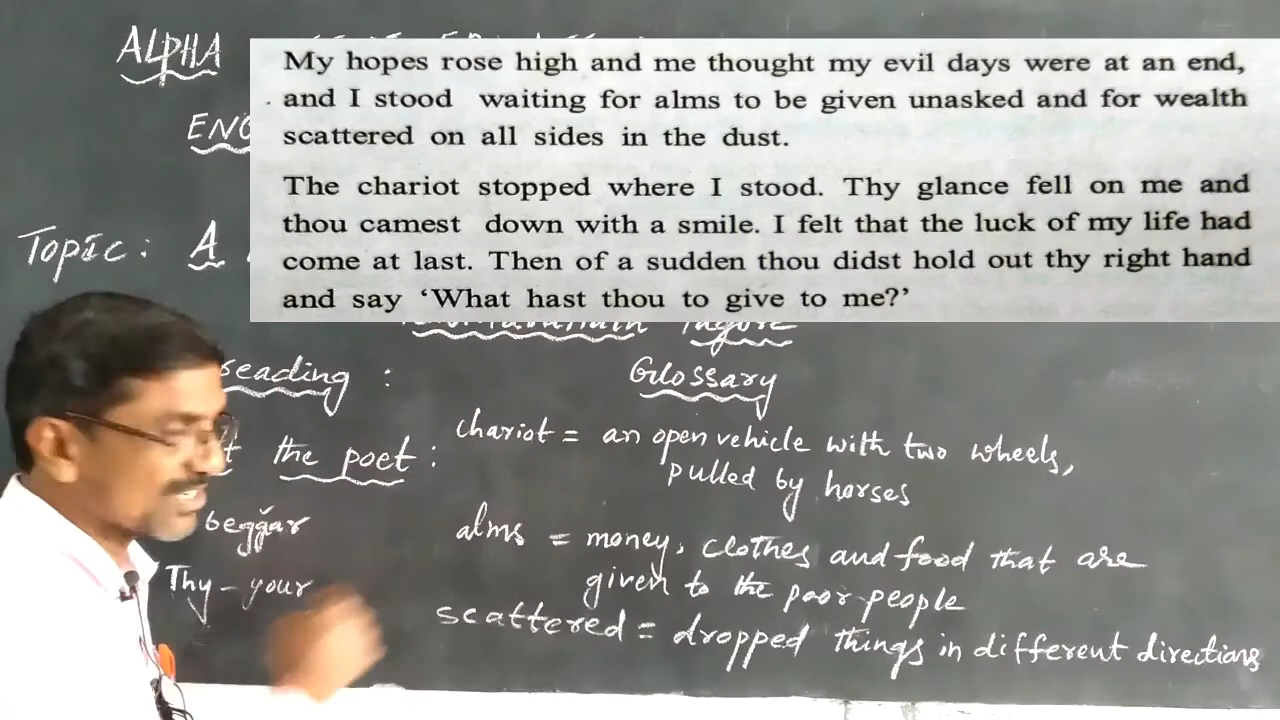 ALPHA
ENG
My hopes rose high and me thought my evil days were at an end,
and I stood waiting for alms to be given unasked and for wealth
scattered on all sides in the dust.
The chariot stopped where I stood. Thy glance fell on me and
thou camest down with a smile. I felt that the luck of my life had
come at last. Then of a sudden thou didst hold out thy right hand
and say ‘What hast thou to give to me?’
Topic: A
Tagore
reading :
the poet :
beggar
Thy - your
Glossary
chariot = an open vehicle with two wheels,
pulled by horses
alms = money, clothes and food that are
given to the poor people
scattered = dropped things in different directions